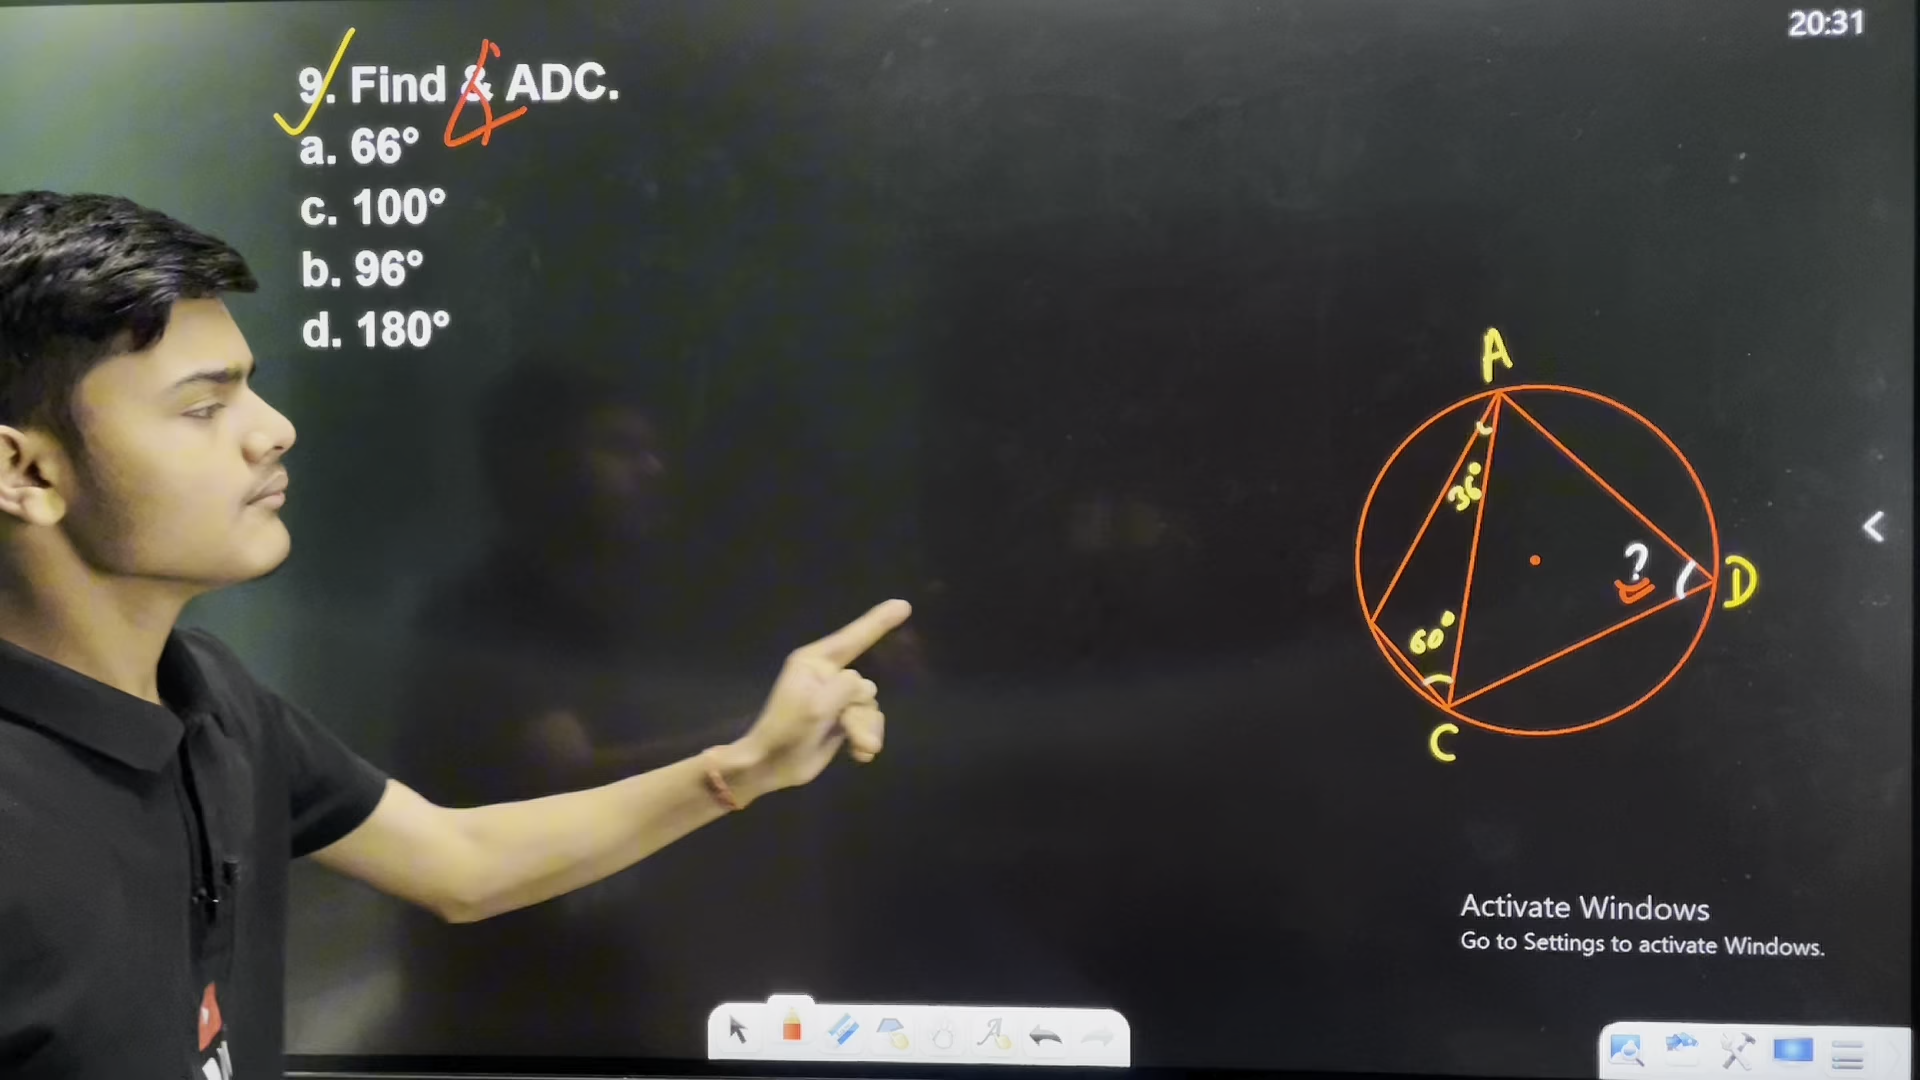 20:31
9. Find & ADC.
a. 66°
c. 100°
b. 96°
d. 180°
A
36°
?
D
60°
C
Activate Windows
Go to Settings to activate Windows.